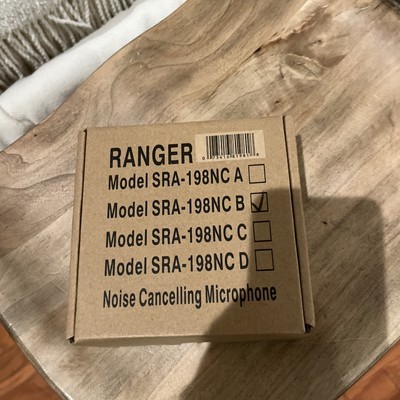 RANGER
Model SRA-198NC A
Model SRA-198NC B
Model SRA-198NC C
Model SRA-198NC D
Noise Cancelling Microphone